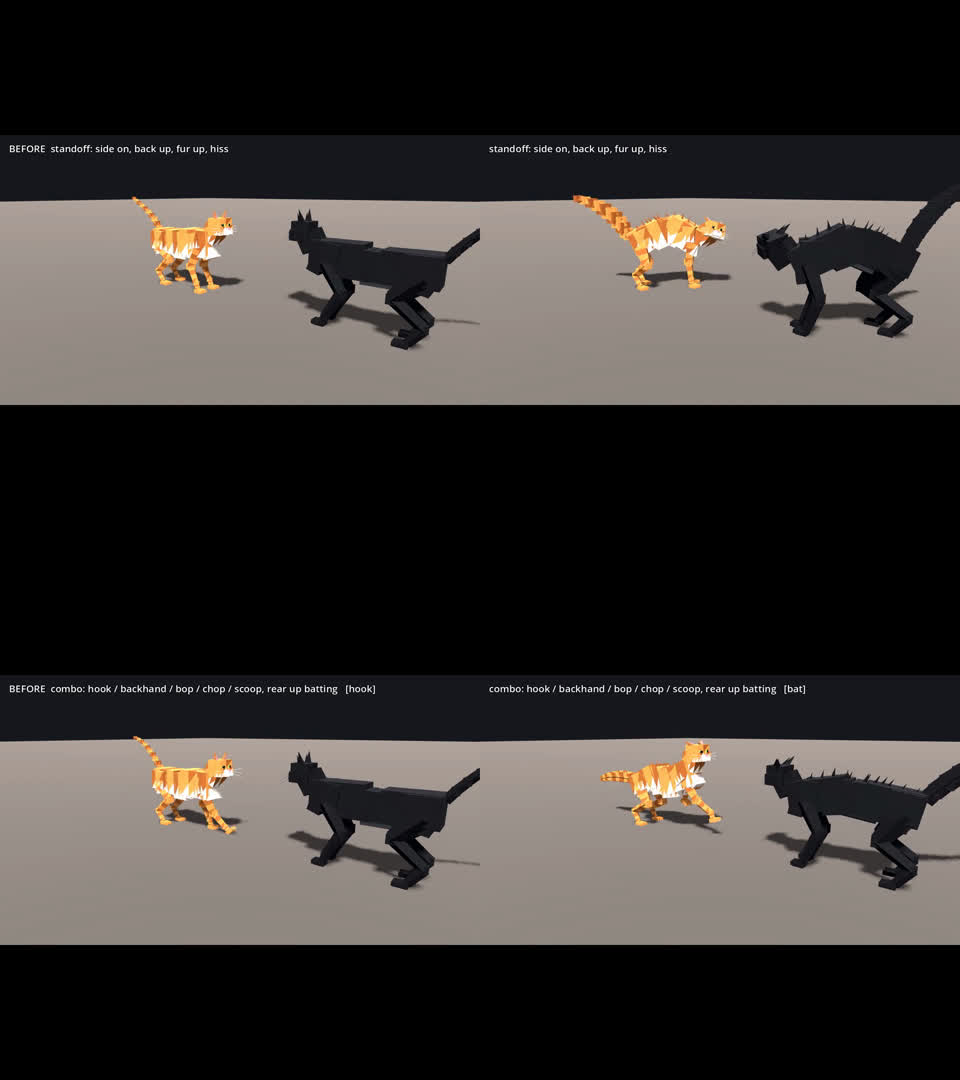 BEFORE standoff: side on, back up, fur up, hiss
standoff: side on, back up, fur up, hiss
BEFORE combo: hook / backhand / bop / chop / scoop, rear up batting [hook]
combo: hook / backhand / bop / chop / scoop, rear up batting [bat]